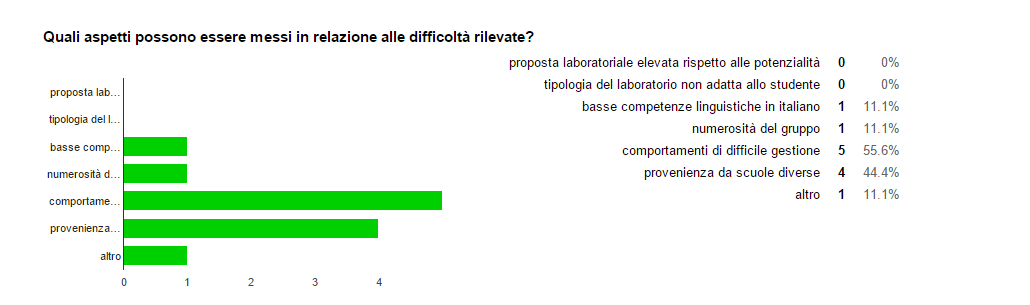 Quali aspetti possono essere messi in relazione alle difficoltà rilevate?
proposta laboratoriale elevata rispetto alle potenzialità 0 0%
tipologia del laboratorio non adatta allo studente 0 0%
basse competenze linguistiche in italiano 1 11.1%
numerosità del gruppo 1 11.1%
comportamenti di difficile gestione 5 55.6%
provenienza da scuole diverse 4 44.4%
altro 1 11.1%
proposta lab...
tipologia del l...
basse comp...
numerosità d...
comportame...
provenienza...
altro
0 1 2 3 4